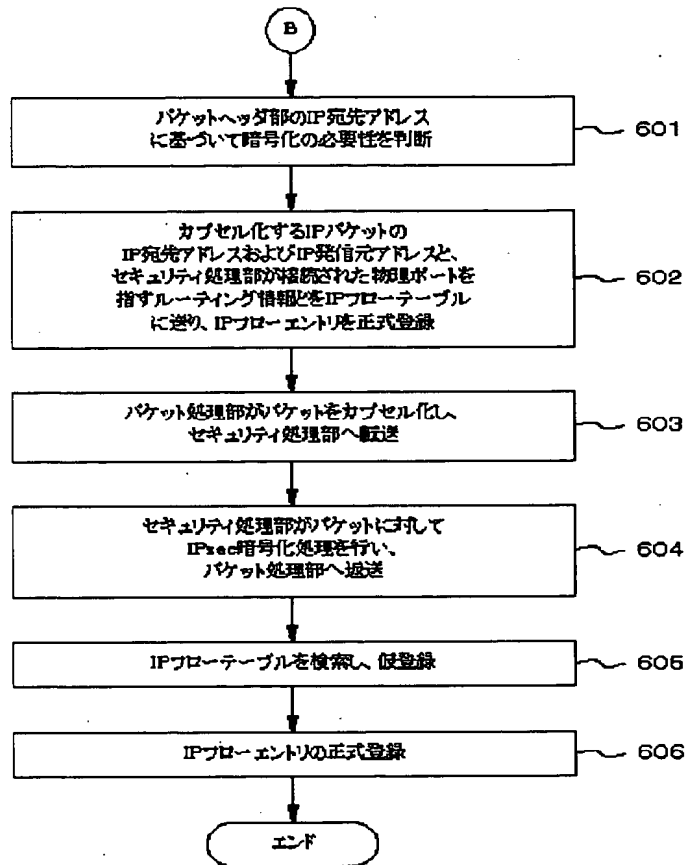 B
パケットヘッダ部のIP宛先アドレス
に基づいて暗号化の必要性を判断
601
カプセル化するIPパケットの
IP宛先アドレスおよびIP発信元アドレスと、
セキュリティ処理部が接続された物理ポートを
指すルーティング情報とをIPフローテーブル
に送り、IPフローエントリを正式登録
602
パケット処理部がパケットをカプセル化し、
セキュリティ処理部へ転送
603
セキュリティ処理部がパケットに対して
IPsec暗号化処理を行い、
パケット処理部へ返送
604
IPフローテーブルを検索し、仮登録
605
IPフローエントリの正式登録
606
エンド